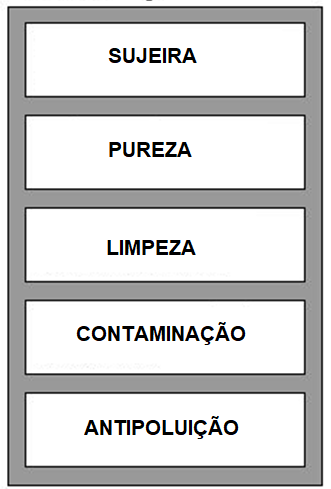 SUJEIRA
PUREZA
LIMPEZA
CONTAMINAÇÃO
ANTIPOLUIÇÃO